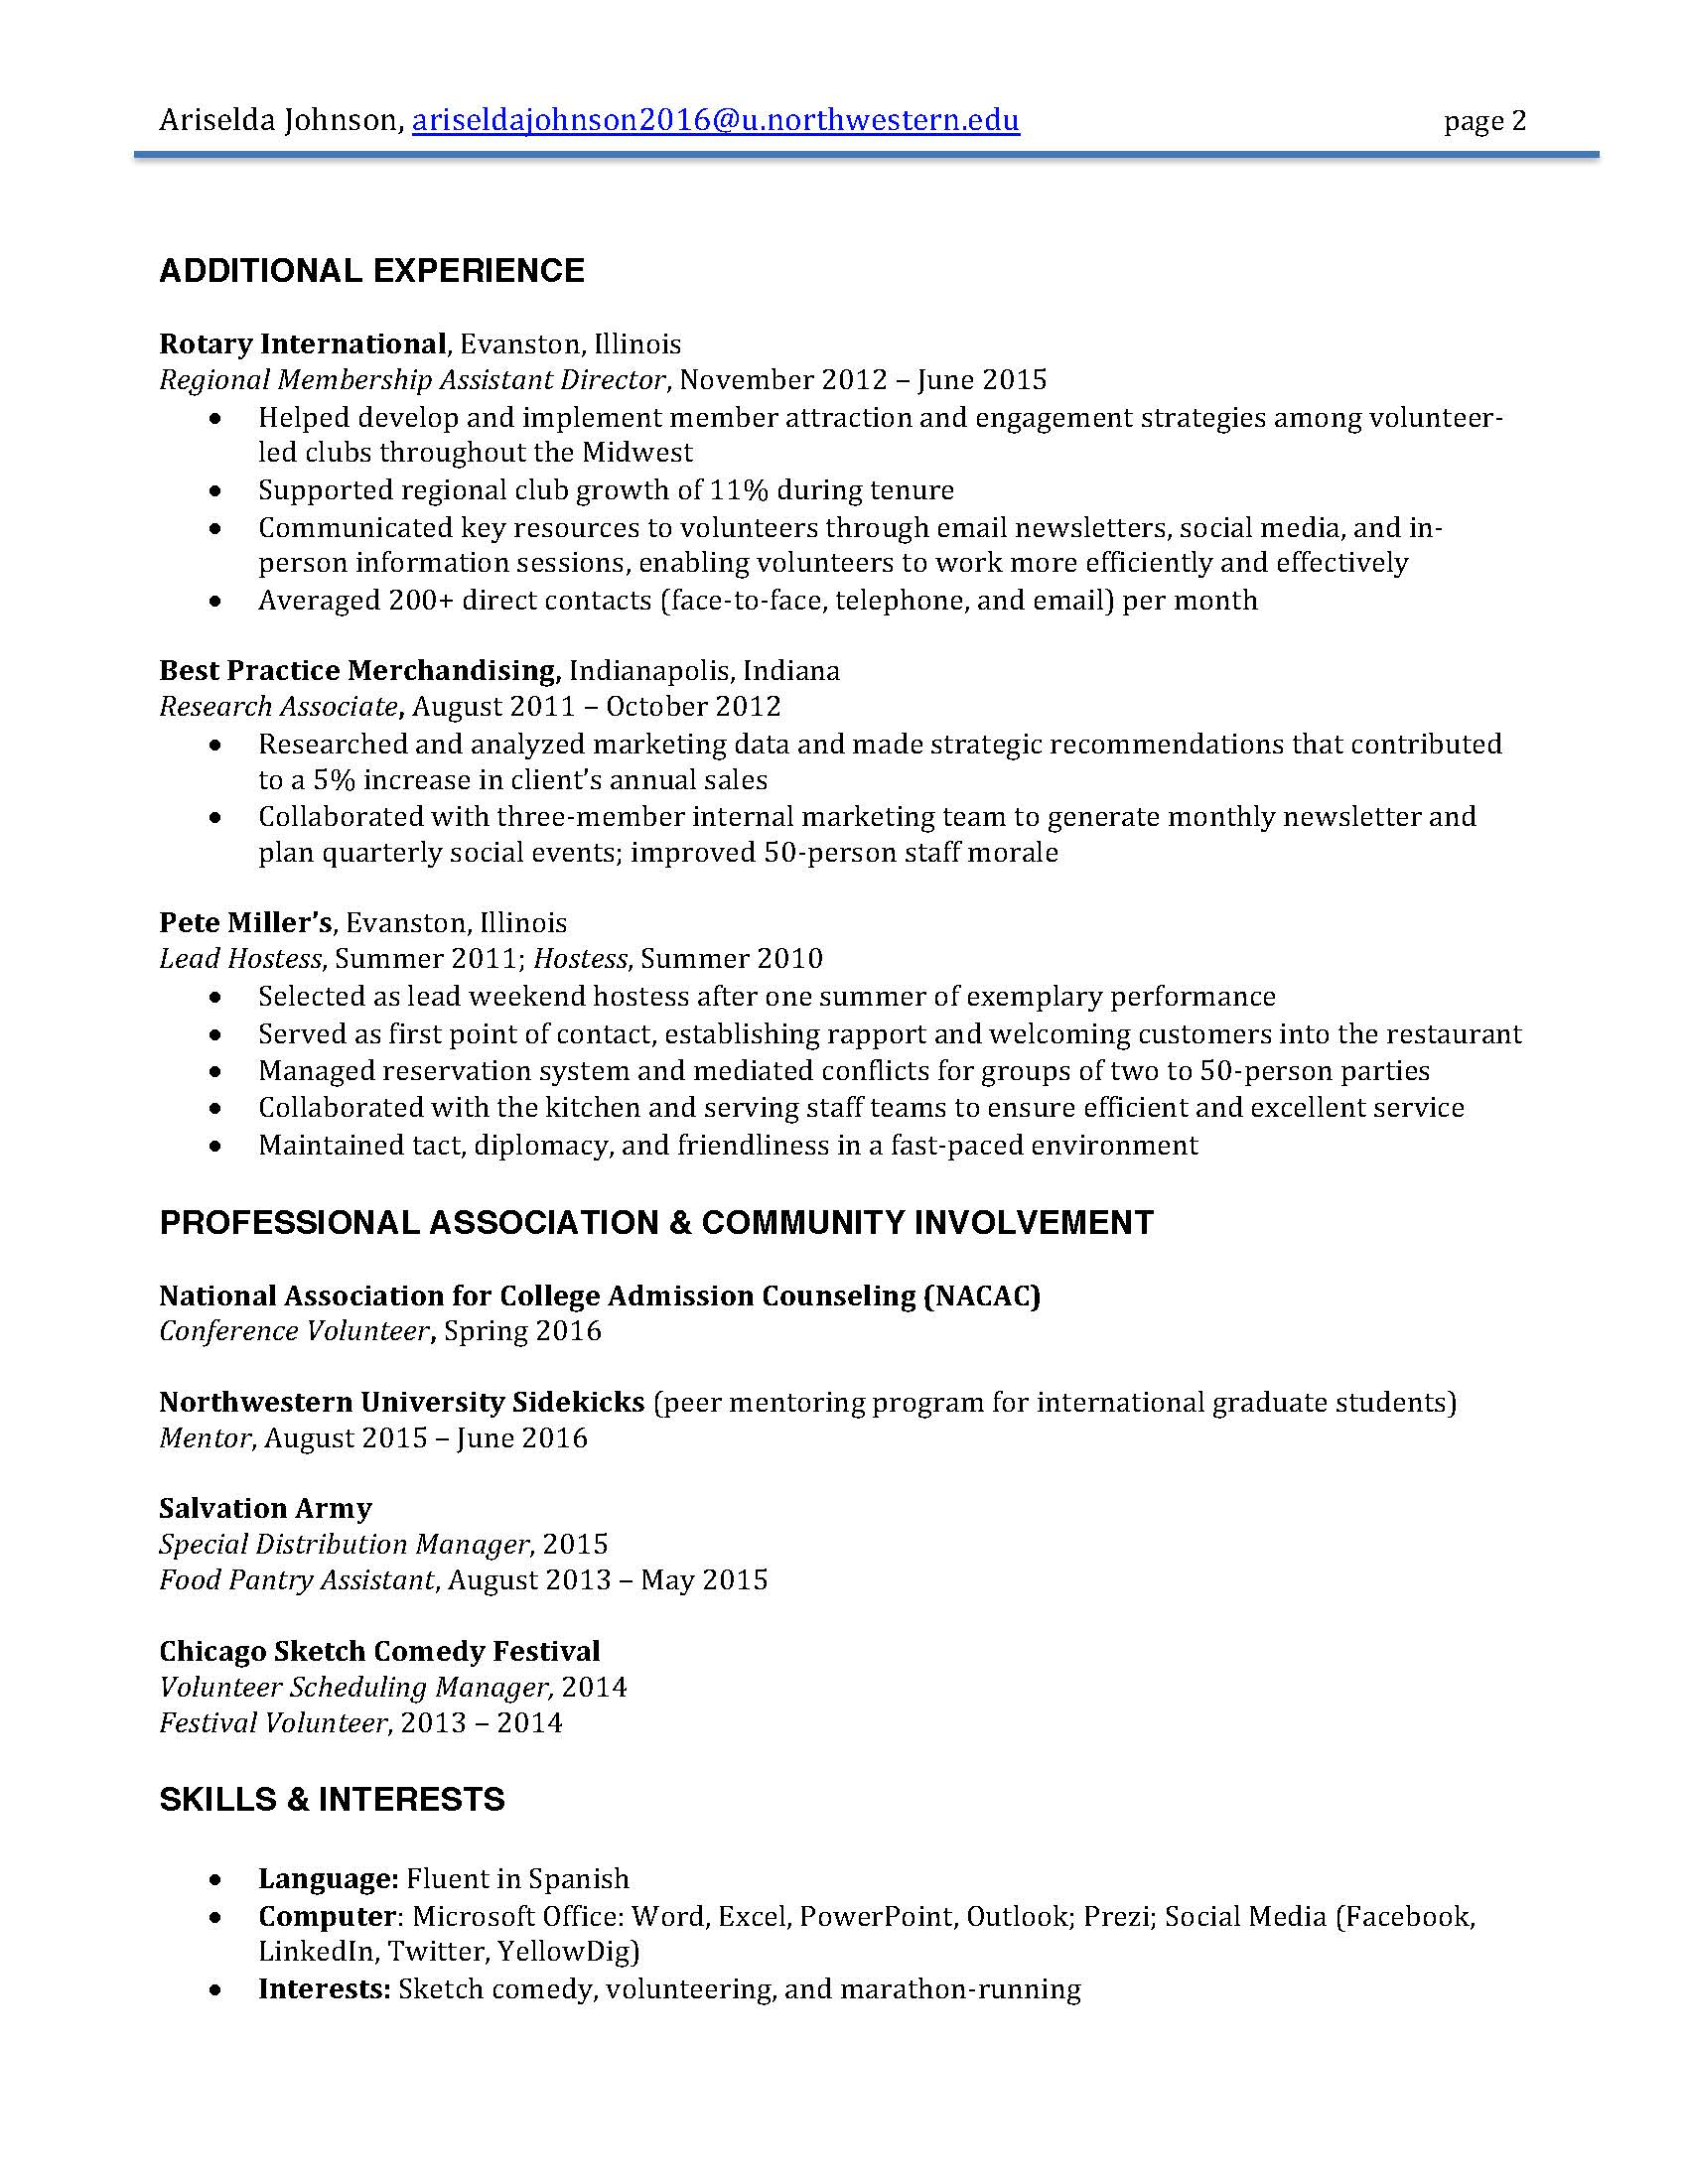 Ariselda Johnson, ariseldajohnson2016@u.northwestern.edu page 2
ADDITIONAL EXPERIENCE
Rotary International, Evanston, Illinois
Regional Membership Assistant Director, November 2012 – June 2015
• Helped develop and implement member attraction and engagement strategies among volunteer-
led clubs throughout the Midwest
• Supported regional club growth of 11% during tenure
• Communicated key resources to volunteers through email newsletters, social media, and in-
person information sessions, enabling volunteers to work more efficiently and effectively
• Averaged 200+ direct contacts (face-to-face, telephone, and email) per month
Best Practice Merchandising, Indianapolis, Indiana
Research Associate, August 2011 – October 2012
• Researched and analyzed marketing data and made strategic recommendations that contributed
to a 5% increase in client’s annual sales
• Collaborated with three-member internal marketing team to generate monthly newsletter and
plan quarterly social events; improved 50-person staff morale
Pete Miller’s, Evanston, Illinois
Lead Hostess, Summer 2011; Hostess, Summer 2010
• Selected as lead weekend hostess after one summer of exemplary performance
• Served as first point of contact, establishing rapport and welcoming customers into the restaurant
• Managed reservation system and mediated conflicts for groups of two to 50-person parties
• Collaborated with the kitchen and serving staff teams to ensure efficient and excellent service
• Maintained tact, diplomacy, and friendliness in a fast-paced environment
PROFESSIONAL ASSOCIATION & COMMUNITY INVOLVEMENT
National Association for College Admission Counseling (NACAC)
Conference Volunteer, Spring 2016
Northwestern University Sidekicks (peer mentoring program for international graduate students)
Mentor, August 2015 – June 2016
Salvation Army
Special Distribution Manager, 2015
Food Pantry Assistant, August 2013 – May 2015
Chicago Sketch Comedy Festival
Volunteer Scheduling Manager, 2014
Festival Volunteer, 2013 – 2014
SKILLS & INTERESTS
• Language: Fluent in Spanish
• Computer: Microsoft Office: Word, Excel, PowerPoint, Outlook; Prezi; Social Media (Facebook,
LinkedIn, Twitter, YellowDig)
• Interests: Sketch comedy, volunteering, and marathon-running